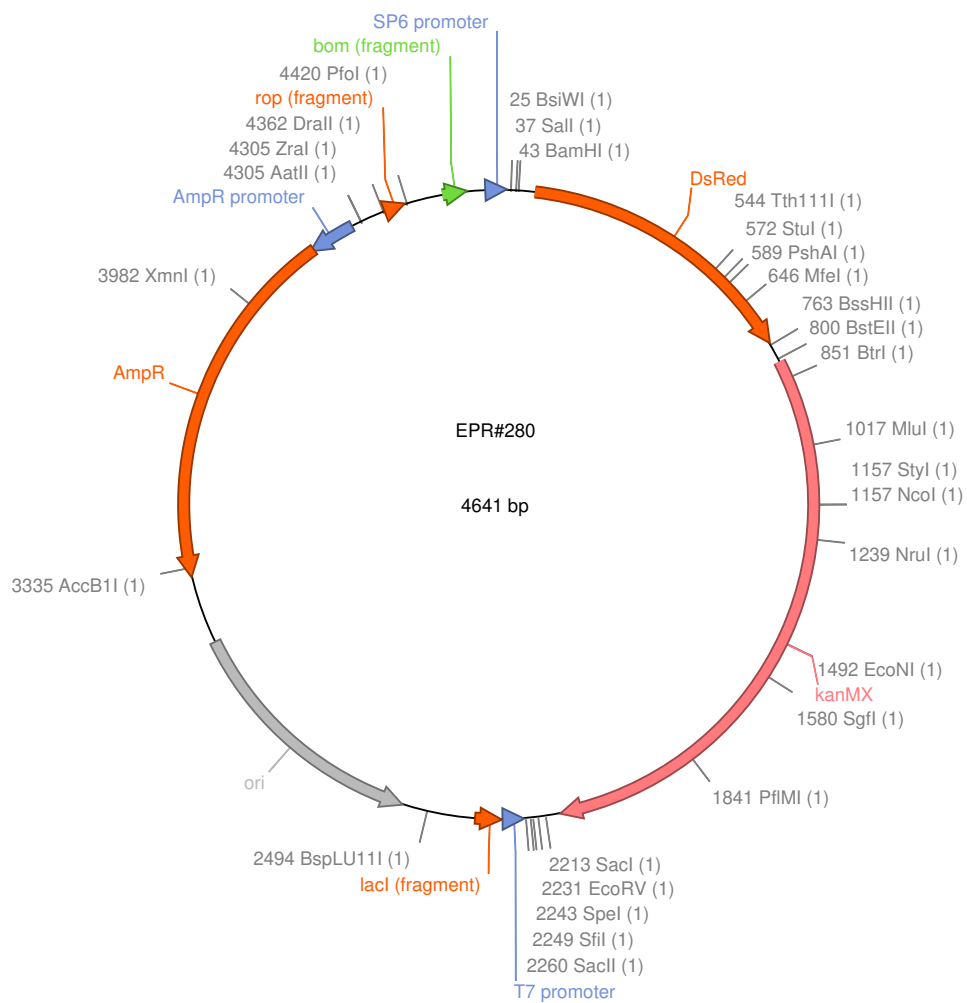 SP6 promoter
bom (fragment)
4420 PfoI (1)
rop (fragment)
4362 DraII (1)
4305 ZraI (1)
4305 AatII (1)
AmpR promoter
3982 XmnI (1)
AmpR
3335 AccB1I (1)
ori
2494 BspLU11I (1)
lacI (fragment)
T7 promoter
25 BsiWI (1)
37 SalI (1)
43 BamHI (1)
DsRed
544 Tth111I (1)
572 StuI (1)
589 PshAI (1)
646 MfeI (1)
763 BssHII (1)
800 BstEII (1)
851 BtrI (1)
1017 MluI (1)
1157 StyI (1)
1157 NcoI (1)
1239 NruI (1)
1492 EcoNI (1)
kanMX
1580 SgfI (1)
1841 PflMI (1)
2213 SacI (1)
2231 EcoRV (1)
2243 SpeI (1)
2249 SfiI (1)
2260 SacII (1)
EPR#280
4641 bp